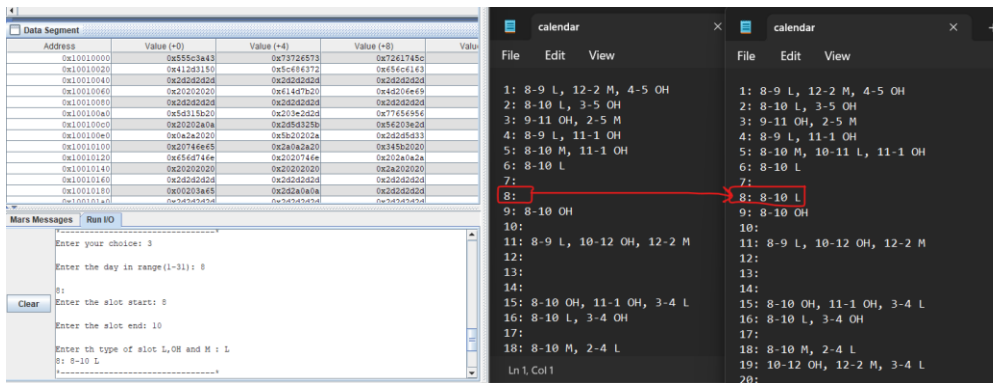 Data Segment
Address Value (+0) Value (+4) Value (+8) Valu
0x10010000 0x555c3a43 0x73726573 0x7261745c
0x10010020 0x412d3150 0x5c686372 0x656c6163
0x10010040 0x2d2d2d2d 0x2d2d2d2d 0x2d2d2d2d
0x10010060 0x20202020 0x614d7b20 0x4d206e69
0x10010080 0x2d2d2d2d 0x2d2d2d2d 0x2d2d2d2d
0x100100a0 0x5d315b20 0x203e2d2d 0x77656956
0x100100c0 0x20202a0a 0x2d5d325b 0x56203e2d
0x100100e0 0x0a2a2020 0x5b20202a 0x2d2d5d33
0x10010100 0x20746e65 0x2a0a2a20 0x345b2020
0x10010120 0x656d746e 0x2020746e 0x202a0a2a
0x10010140 0x20202020 0x20202020 0x2a202020
0x10010160 0x2d2d2d2d 0x2d2d2d2d 0x2d2d2d2d
0x10010180 0x00203a65 0x2d2a0a0a 0x2d2d2d2d
0x100101a0 0x2d2d2d2d 0x2d2d2d2d 0x2d2d2d2d
Mars Messages Run I/O
*--------------------------------*
Enter your choice: 3
Enter the day in range(1-31): 8
8:
Clear
Enter the slot start: 8
Enter the slot end: 10
Enter th type of slot L,OH and M : L
8: 8-10 L
*--------------------------------*
calendar
File Edit View
1: 8-9 L, 12-2 M, 4-5 OH
2: 8-10 L, 3-5 OH
3: 9-11 OH, 2-5 M
4: 8-9 L, 11-1 OH
5: 8-10 M, 11-1 OH
6: 8-10 L
7:
8:
9: 8-10 OH
10:
11: 8-9 L, 10-12 OH, 12-2 M
12:
13:
14:
15: 8-10 OH, 11-1 OH, 3-4 L
16: 8-10 L, 3-4 OH
17:
18: 8-10 M, 2-4 L
Ln 1, Col 1
calendar
File Edit View
1: 8-9 L, 12-2 M, 4-5 OH
2: 8-10 L, 3-5 OH
3: 9-11 OH, 2-5 M
4: 8-9 L, 11-1 OH
5: 8-10 M, 10-11 L, 11-1 OH
6: 8-10 L
7:
8: 8-10 L
9: 8-10 OH
10:
11: 8-9 L, 10-12 OH, 12-2 M
12:
13:
14:
15: 8-10 OH, 11-1 OH, 3-4 L
16: 8-10 L, 3-4 OH
17:
18: 8-10 M, 2-4 L
19: 10-12 OH, 12-2 M, 3-4 L
20: